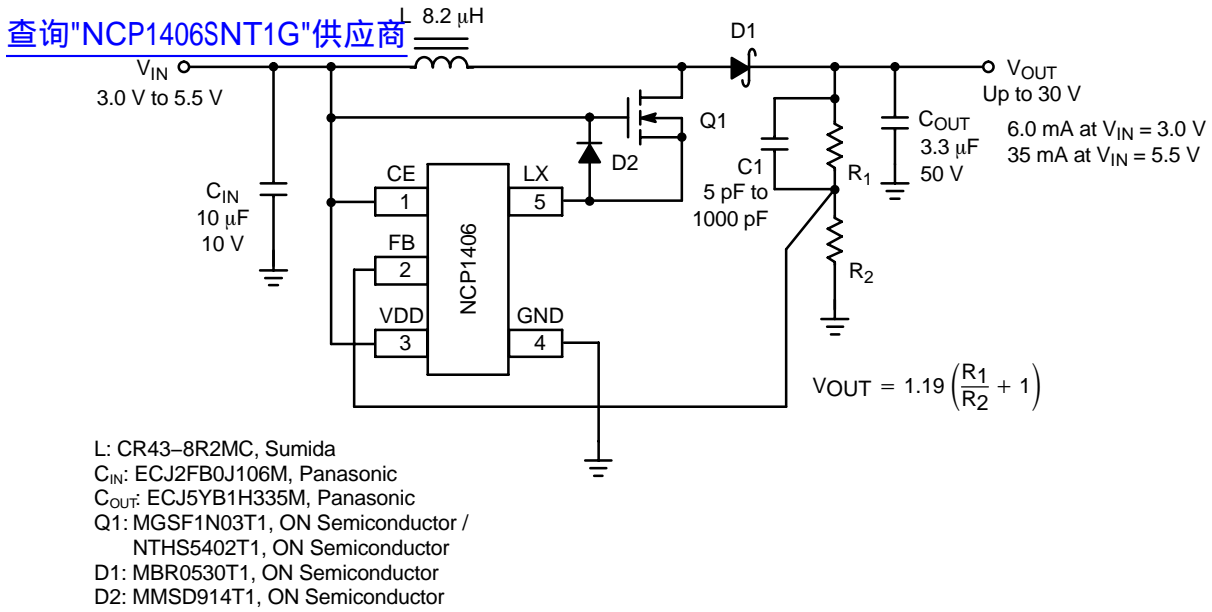 查询"NCP1406SNT1G"供应商
L 8.2 μH
D1
VIN
3.0 V to 5.5 V
VOUT
Up to 30 V
6.0 mA at VIN = 3.0 V
35 mA at VIN = 5.5 V
Q1
D2
COUT
3.3 μF
50 V
C1
5 pF to
1000 pF
R1
R2
CIN
10 μF
10 V
CE
1
LX
5
FB
2
NCP1406
VDD
3
GND
4
VOUT = 1.19 (R1/R2 + 1)
L: CR43–8R2MC, Sumida
CIN: ECJ2FB0J106M, Panasonic
COUT: ECJ5YB1H335M, Panasonic
Q1: MGSF1N03T1, ON Semiconductor /
NTHS5402T1, ON Semiconductor
D1: MBR0530T1, ON Semiconductor
D2: MMSD914T1, ON Semiconductor